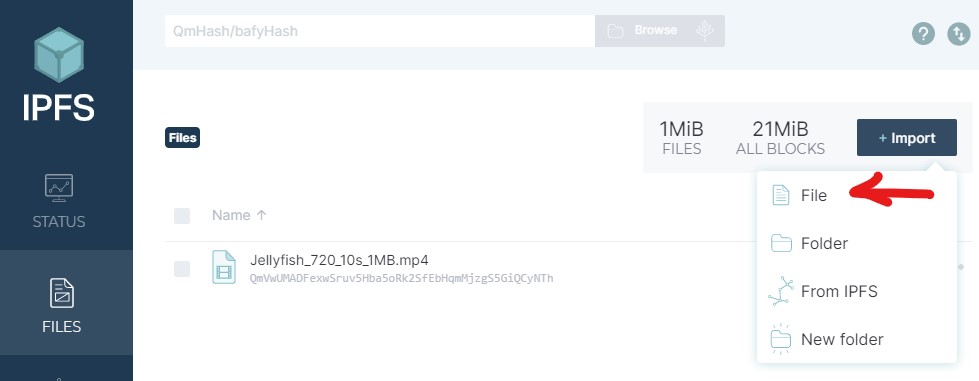 QmHash/bafyHash
Browse
IPFS
Files
1MiB
FILES
21MiB
ALL BLOCKS
+ Import
File
STATUS
Name ↑
Folder
Jellyfish_720_10s_1MB.mp4
QmVwUMADFexwSruv5Hba5oRk2SfEbHqmMjzgS5GiQCyNTh
From IPFS
FILES
New folder